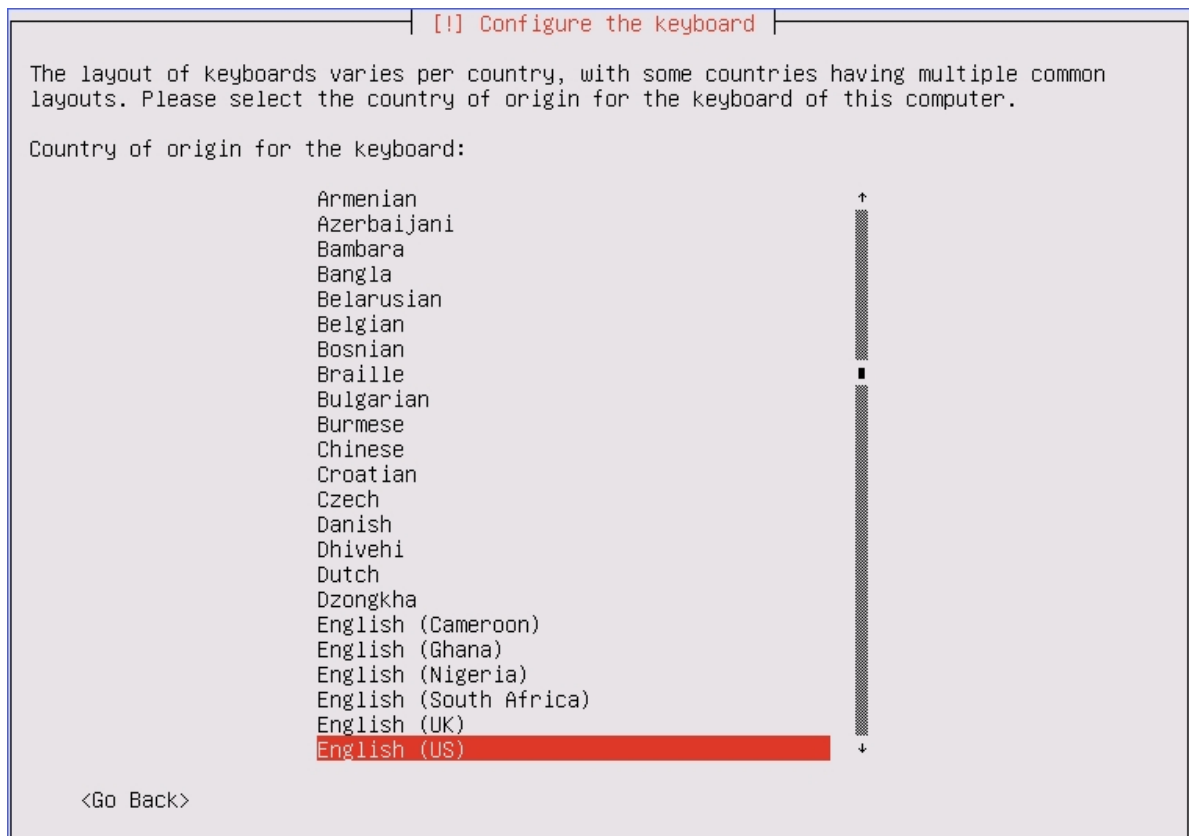 [!] Configure the keyboard
The layout of keyboards varies per country, with some countries having multiple common
layouts. Please select the country of origin for the keyboard of this computer.
Country of origin for the keyboard:
Armenian
Azerbaijani
Bambara
Bangla
Belarusian
Belgian
Bosnian
Braille
Bulgarian
Burmese
Chinese
Croatian
Czech
Danish
Dhivehi
Dutch
Dzongkha
English (Cameroon)
English (Ghana)
English (Nigeria)
English (South Africa)
English (UK)
English (US)
<Go Back>